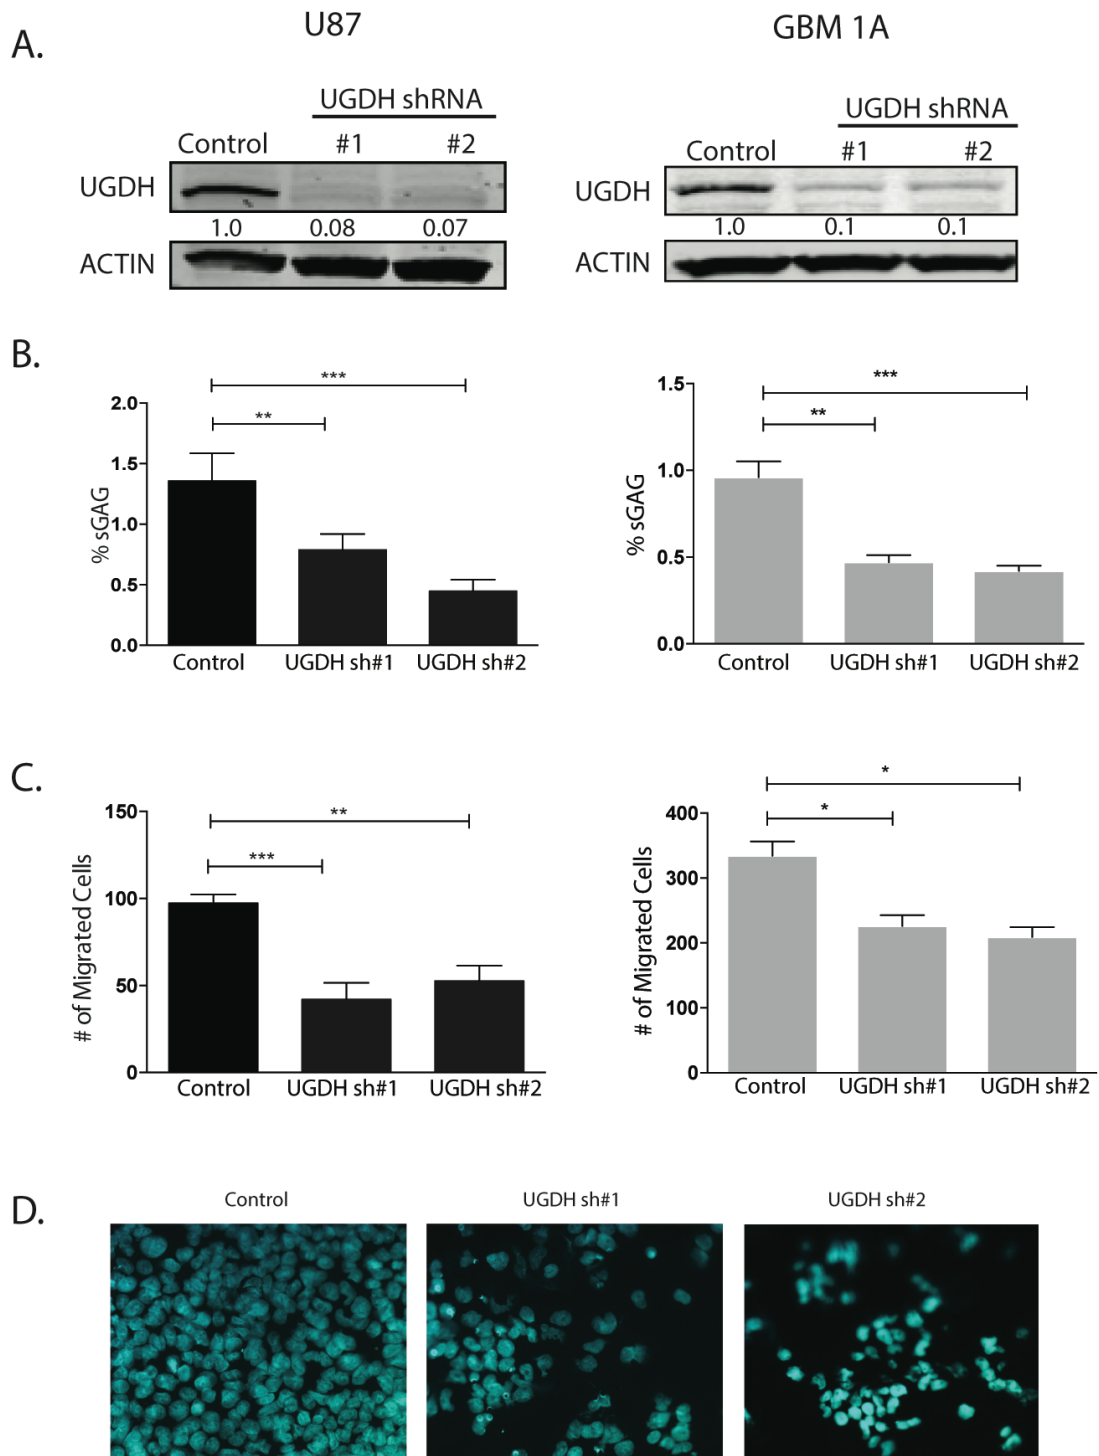 U87 GBM 1A
A.
UGDH shRNA
Control #1 #2
UGDH
1.0 0.08 0.07
ACTIN
UGDH shRNA
Control #1 #2
UGDH
1.0 0.1 0.1
ACTIN
B.
***
**
2.0
1.5
1.0
0.5
0.0
% sGAG
Control UGDH sh#1 UGDH sh#2
***
**
1.5
1.0
0.5
0.0
% sGAG
Control UGDH sh#1 UGDH sh#2
C.
**
***
150
100
50
0
# of Migrated Cells
Control UGDH sh#1 UGDH sh#2
*
*
400
300
200
100
0
# of Migrated Cells
Control UGDH sh#1 UGDH sh#2
D.
Control UGDH sh#1 UGDH sh#2